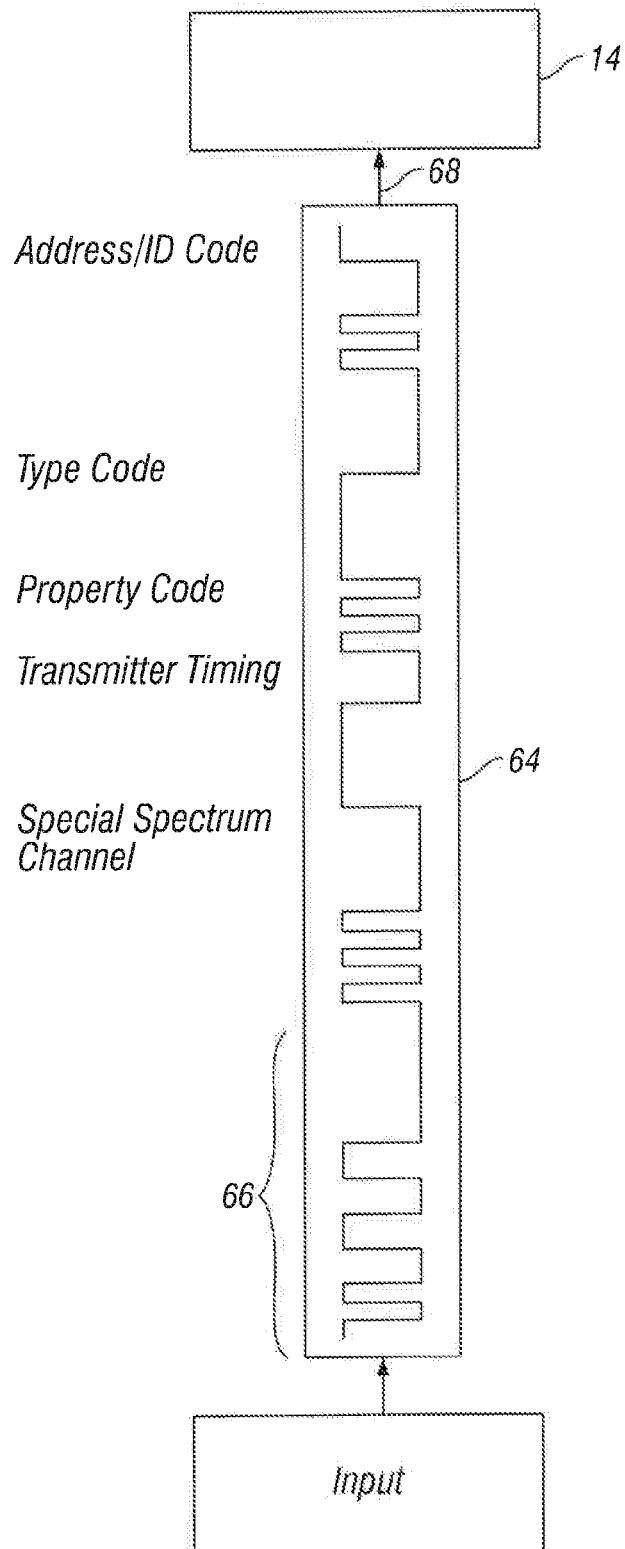 14
68
Address/ID Code
Type Code
Property Code
Transmitter Timing
64
Special Spectrum
Channel
66
Input